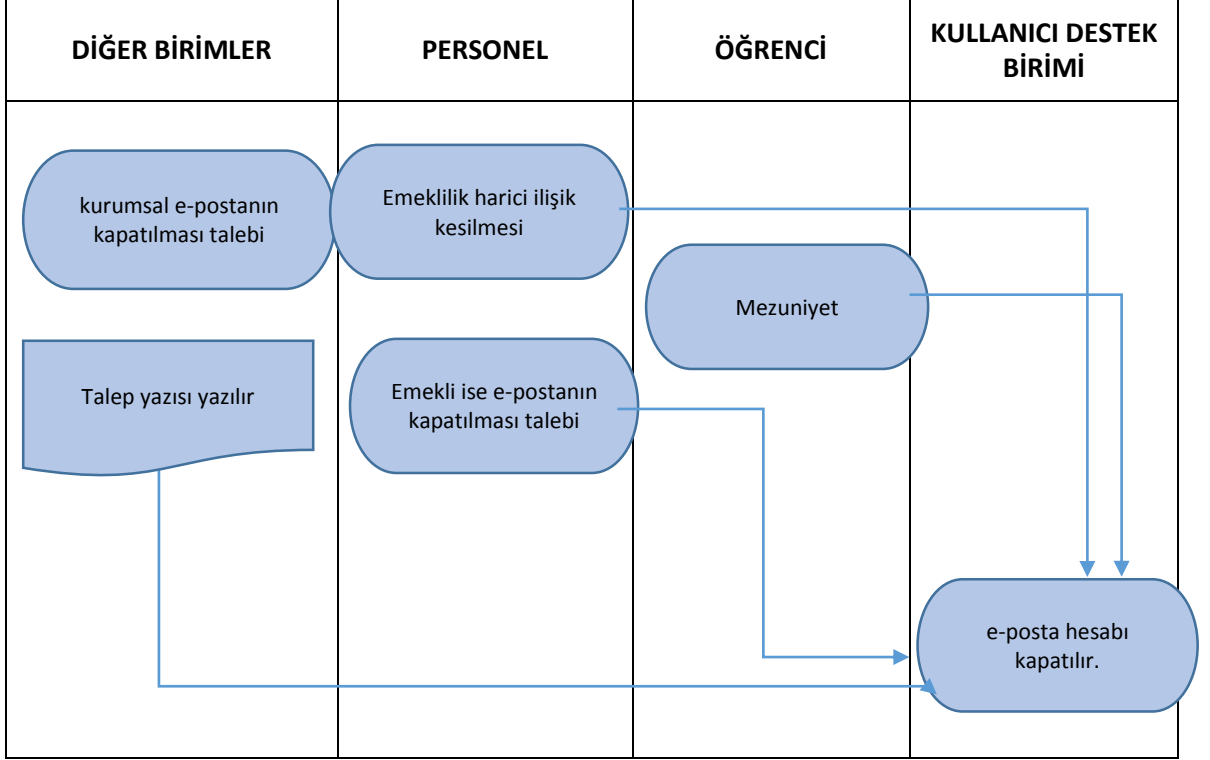 DİĞER BİRİMLER
PERSONEL
ÖĞRENCİ
KULLANICI DESTEK
BİRİMİ
kurumsal e-postanın
kapatılması talebi
Emeklilik harici ilişik
kesilmesi
Mezuniyet
Talep yazısı yazılır
Emekli ise e-postanın
kapatılması talebi
e-posta hesabı
kapatılır.